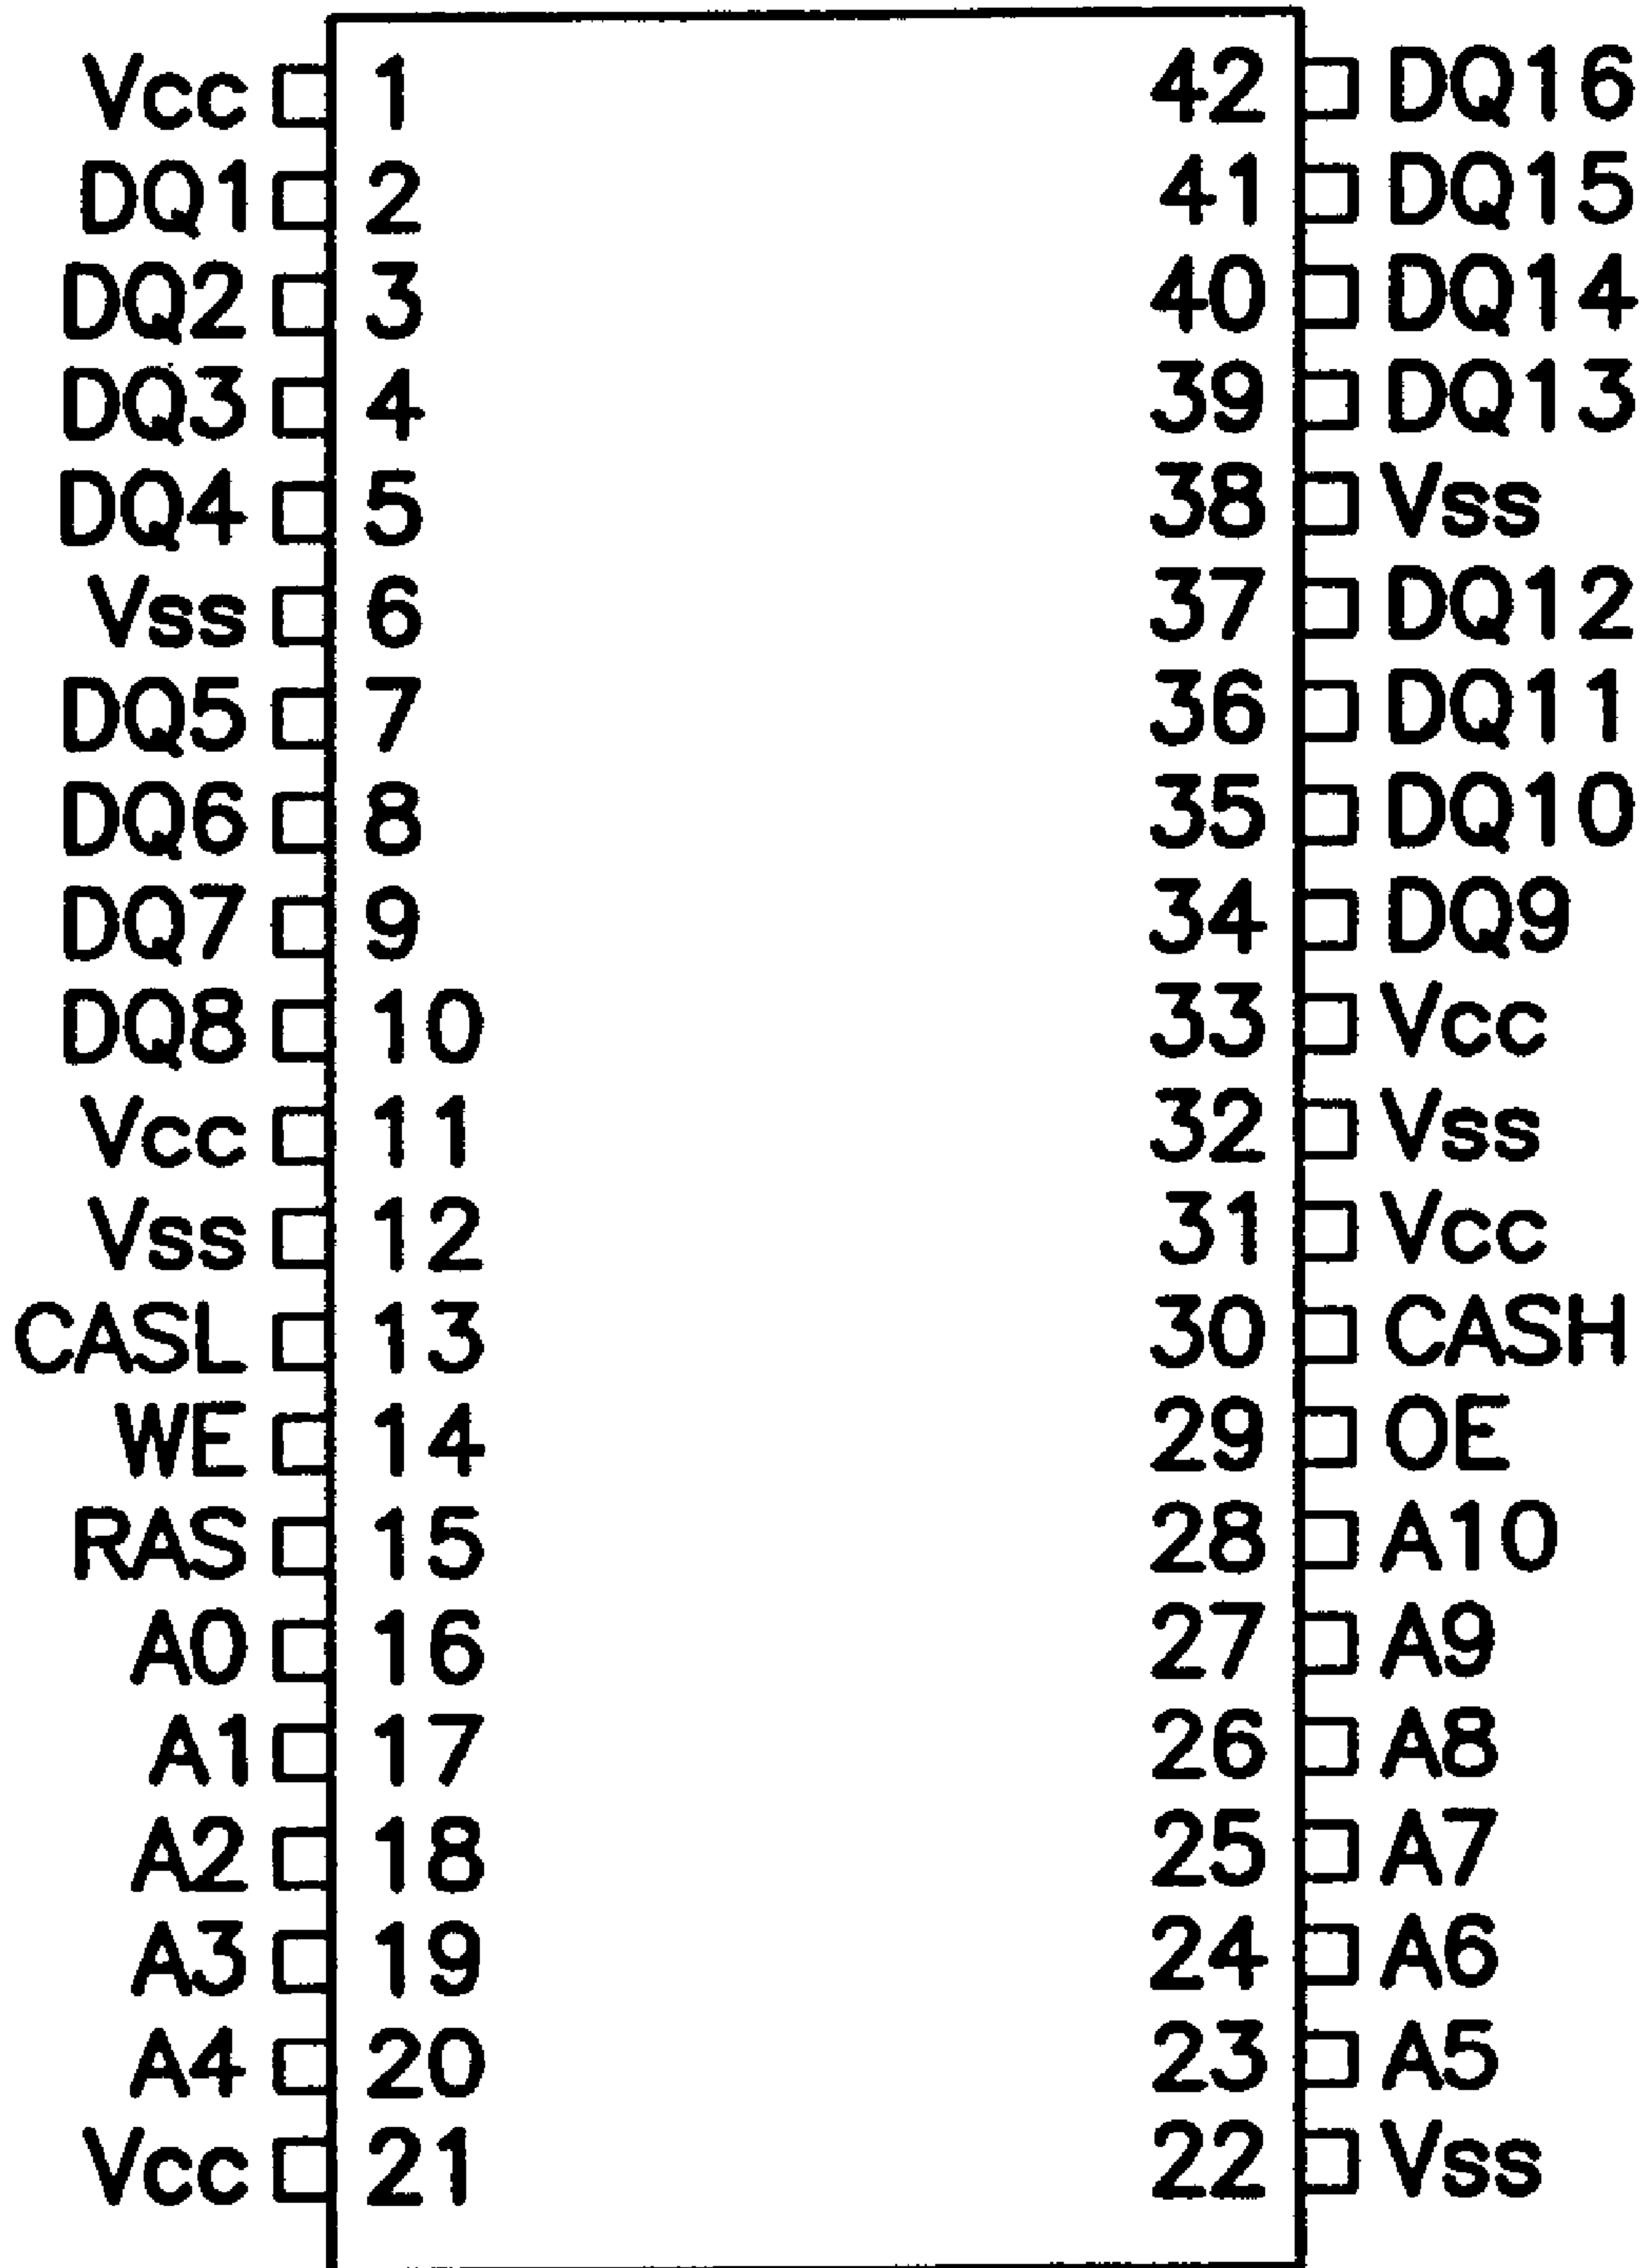 Vcc 1 42 DQ16
DQ1 2 41 DQ15
DQ2 3 40 DQ14
DQ3 4 39 DQ13
DQ4 5 38 Vss
Vss 6 37 DQ12
DQ5 7 36 DQ11
DQ6 8 35 DQ10
DQ7 9 34 DQ9
DQ8 10 33 Vcc
Vcc 11 32 Vss
Vss 12 31 Vcc
CASL 13 30 CASH
WE 14 29 OE
RAS 15 28 A10
A0 16 27 A9
A1 17 26 A8
A2 18 25 A7
A3 19 24 A6
A4 20 23 A5
Vcc 21 22 Vss